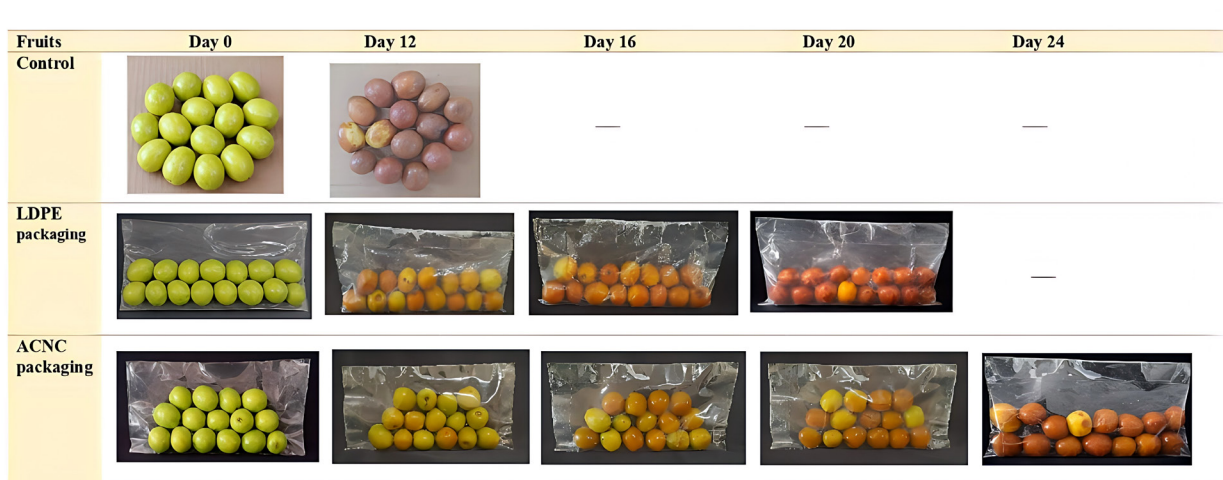 Fruits Day 0 Day 12 Day 16 Day 20 Day 24
Control
— — —
LDPE
packaging
—
ACNC
packaging